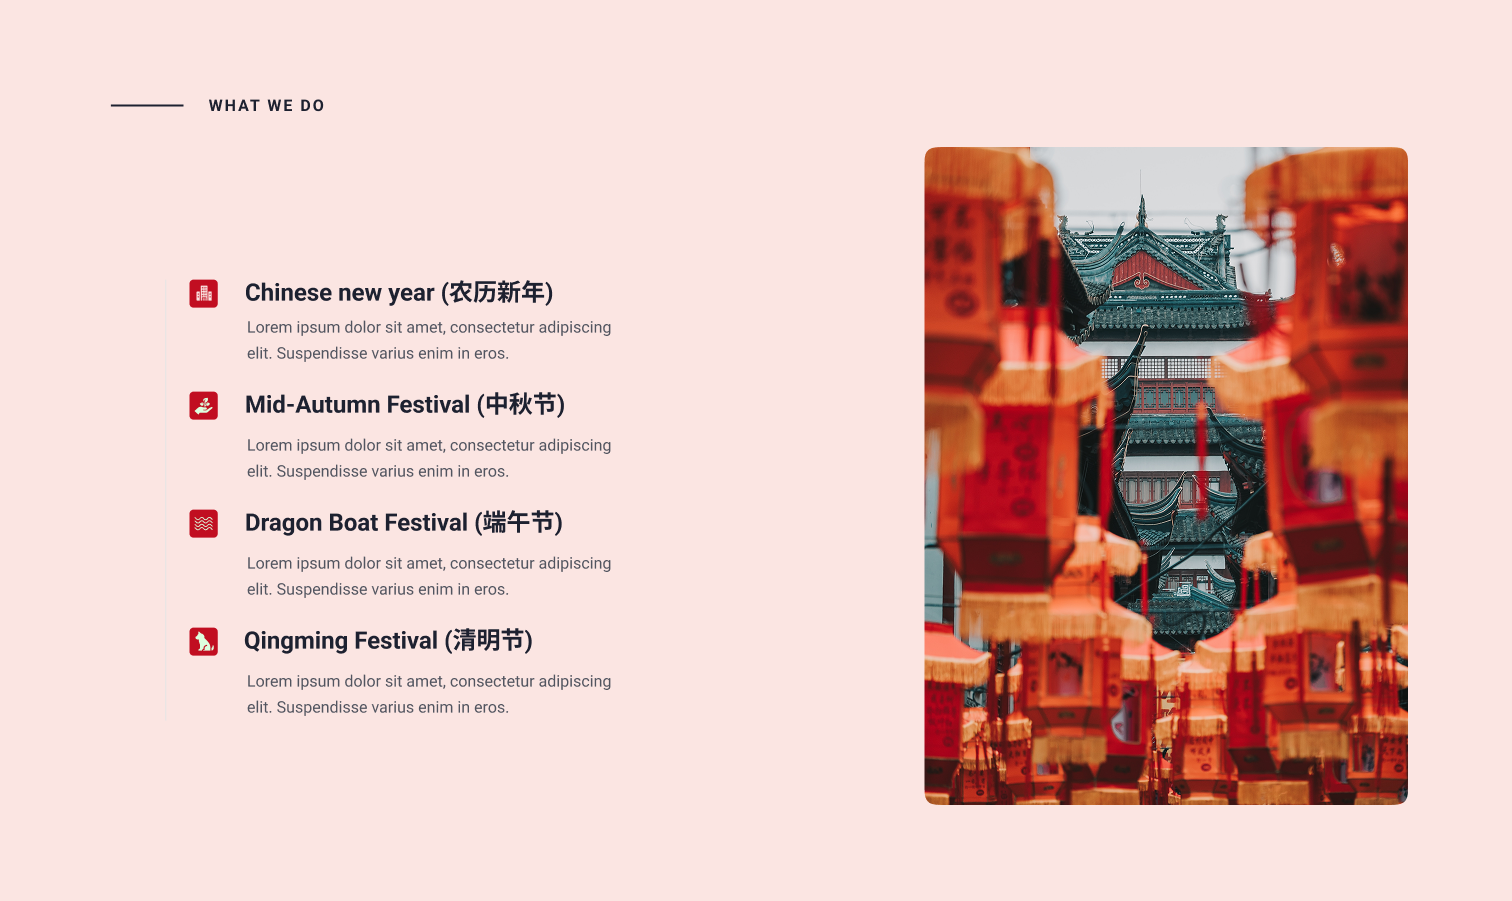 WHAT WE DO
Chinese new year (农历新年)
Lorem ipsum dolor sit amet, consectetur adipiscing
elit. Suspendisse varius enim in eros.
Mid-Autumn Festival (中秋节)
Lorem ipsum dolor sit amet, consectetur adipiscing
elit. Suspendisse varius enim in eros.
Dragon Boat Festival (端午节)
Lorem ipsum dolor sit amet, consectetur adipiscing
elit. Suspendisse varius enim in eros.
Qingming Festival (清明节)
Lorem ipsum dolor sit amet, consectetur adipiscing
elit. Suspendisse varius enim in eros.